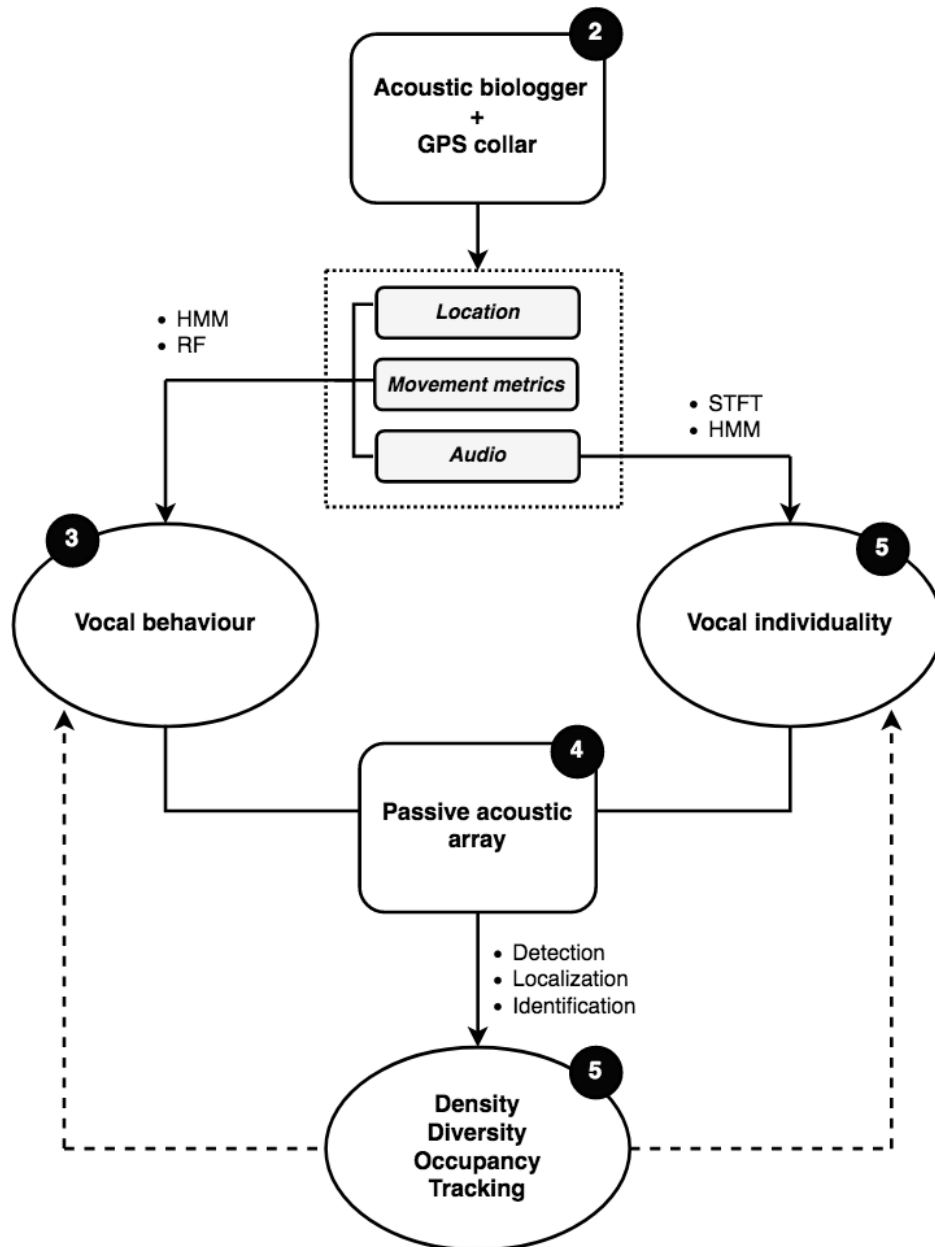 2
Acoustic biologger
+
GPS collar
Location
• HMM
• RF
Movement metrics
• STFT
• HMM
Audio
3
Vocal behaviour
5
Vocal individuality
4
Passive acoustic
array
• Detection
• Localization
• Identification
5
Density
Diversity
Occupancy
Tracking